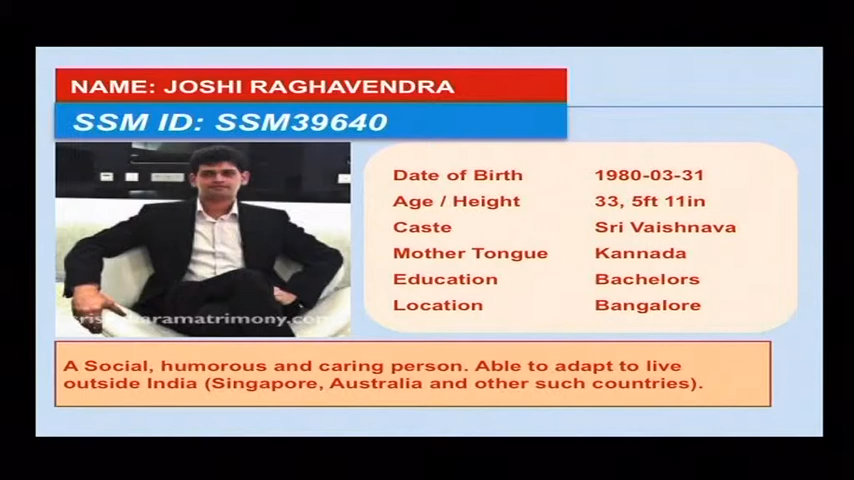 NAME: JOSHI RAGHAVENDRA
SSM ID: SSM39640
Date of Birth 1980-03-31
Age / Height 33, 5ft 11in
Caste Sri Vaishnava
Mother Tongue Kannada
Education Bachelors
Location Bangalore
A Social, humorous and caring person. Able to adapt to live
outside India (Singapore, Australia and other such countries).